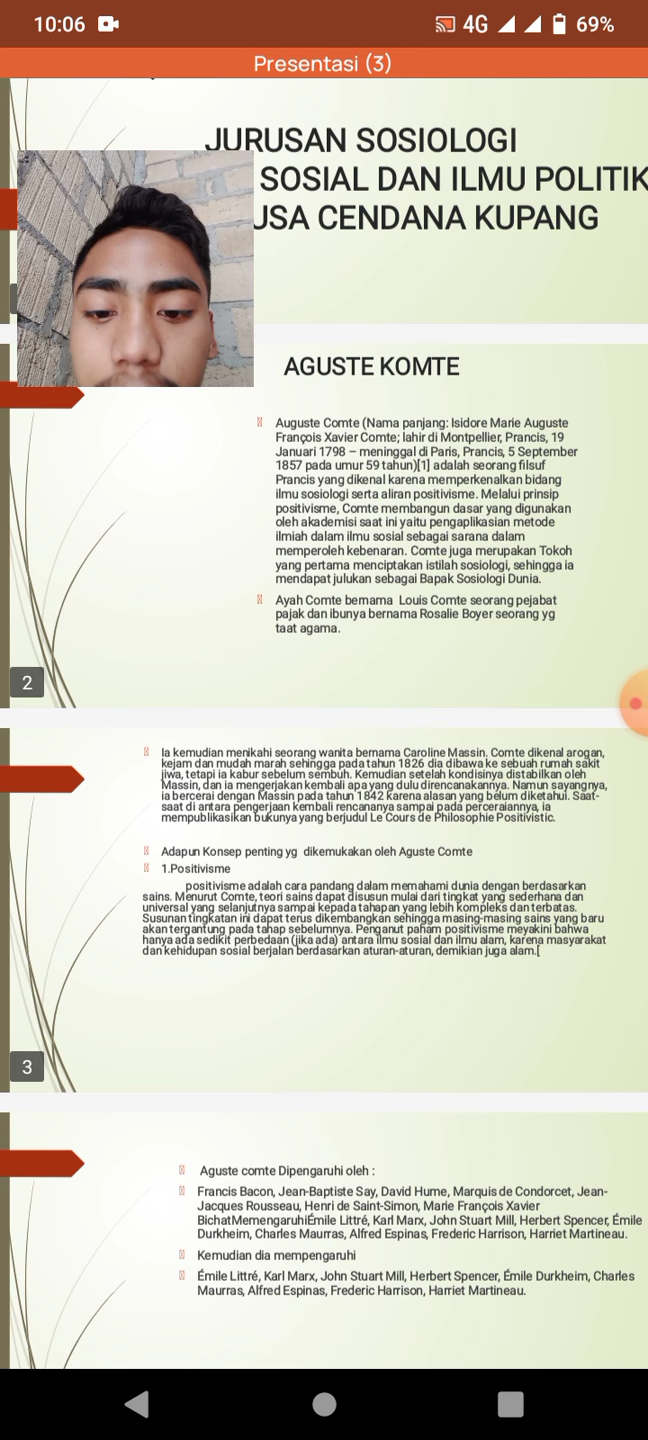 10:06
4G
69%
Presentasi (3)
JURUSAN SOSIOLOGI
SOSIAL DAN ILMU POLITIK
USA CENDANA KUPANG
AGUSTE KOMTE
Auguste Comte (Nama panjang: Isidore Marie Auguste
François Xavier Comte; lahir di Montpellier, Prancis, 19
Januari 1798 – meninggal di Paris, Prancis, 5 September
1857 pada umur 59 tahun)[1] adalah seorang filsuf
Prancis yang dikenal karena memperkenalkan bidang
ilmu sosiologi serta aliran positivisme. Melalui prinsip
positivisme, Comte membangun dasar yang digunakan
oleh akademisi saat ini yaitu pengaplikasian metode
ilmiah dalam ilmu sosial sebagai sarana dalam
memperoleh kebenaran. Comte juga merupakan Tokoh
yang pertama menciptakan istilah sosiologi, sehingga ia
mendapat julukan sebagai Bapak Sosiologi Dunia.
Ayah Comte bernama Louis Comte seorang pejabat
pajak dan ibunya bernama Rosalie Boyer seorang yg
taat agama.
2
Ia kemudian menikahi seorang wanita bernama Caroline Massin. Comte dikenal arogan,
kejam dan mudah marah sehingga pada tahun 1826 dia dibawa ke sebuah rumah sakit
jiwa, tetapi ia kabur sebelum sembuh. Kemudian setelah kondisinya distabilkan oleh
Massin, dan ia mengerjakan kembali apa yang dulu direncanakannya. Namun sayangnya,
ia bercerai dengan Massin pada tahun 1842 karena alasan yang belum diketahui. Saat-
saat di antara pengerjaan kembali rencananya sampai pada perceraiannya, ia
mempublikasikan bukunya yang berjudul Le Cours de Philosophie Positivistic.
Adapun Konsep penting yg dikemukakan oleh Aguste Comte
1.Positivisme
positivisme adalah cara pandang dalam memahami dunia dengan berdasarkan
sains. Menurut Comte, teori sains dapat disusun mulai dari tingkat yang sederhana dan
universal yang selanjutnya sampai kepada tahapan yang lebih kompleks dan terbatas.
Susunan tingkatan ini dapat terus dikembangkan sehingga masing-masing sains yang baru
akan tergantung pada tahap sebelumnya. Penganut paham positivisme meyakini bahwa
hanya ada sedikit perbedaan (jika ada) antara ilmu sosial dan ilmu alam, karena masyarakat
dan kehidupan sosial berjalan berdasarkan aturan-aturan, demikian juga alam.[
3
Aguste comte Dipengaruhi oleh :
Francis Bacon, Jean-Baptiste Say, David Hume, Marquis de Condorcet, Jean-
Jacques Rousseau, Henri de Saint-Simon, Marie François Xavier
BichatMemengaruhiÉmile Littré, Karl Marx, John Stuart Mill, Herbert Spencer, Émile
Durkheim, Charles Maurras, Alfred Espinas, Frederic Harrison, Harriet Martineau.
Kemudian dia mempengaruhi
Émile Littré, Karl Marx, John Stuart Mill, Herbert Spencer, Émile Durkheim, Charles
Maurras, Alfred Espinas, Frederic Harrison, Harriet Martineau.